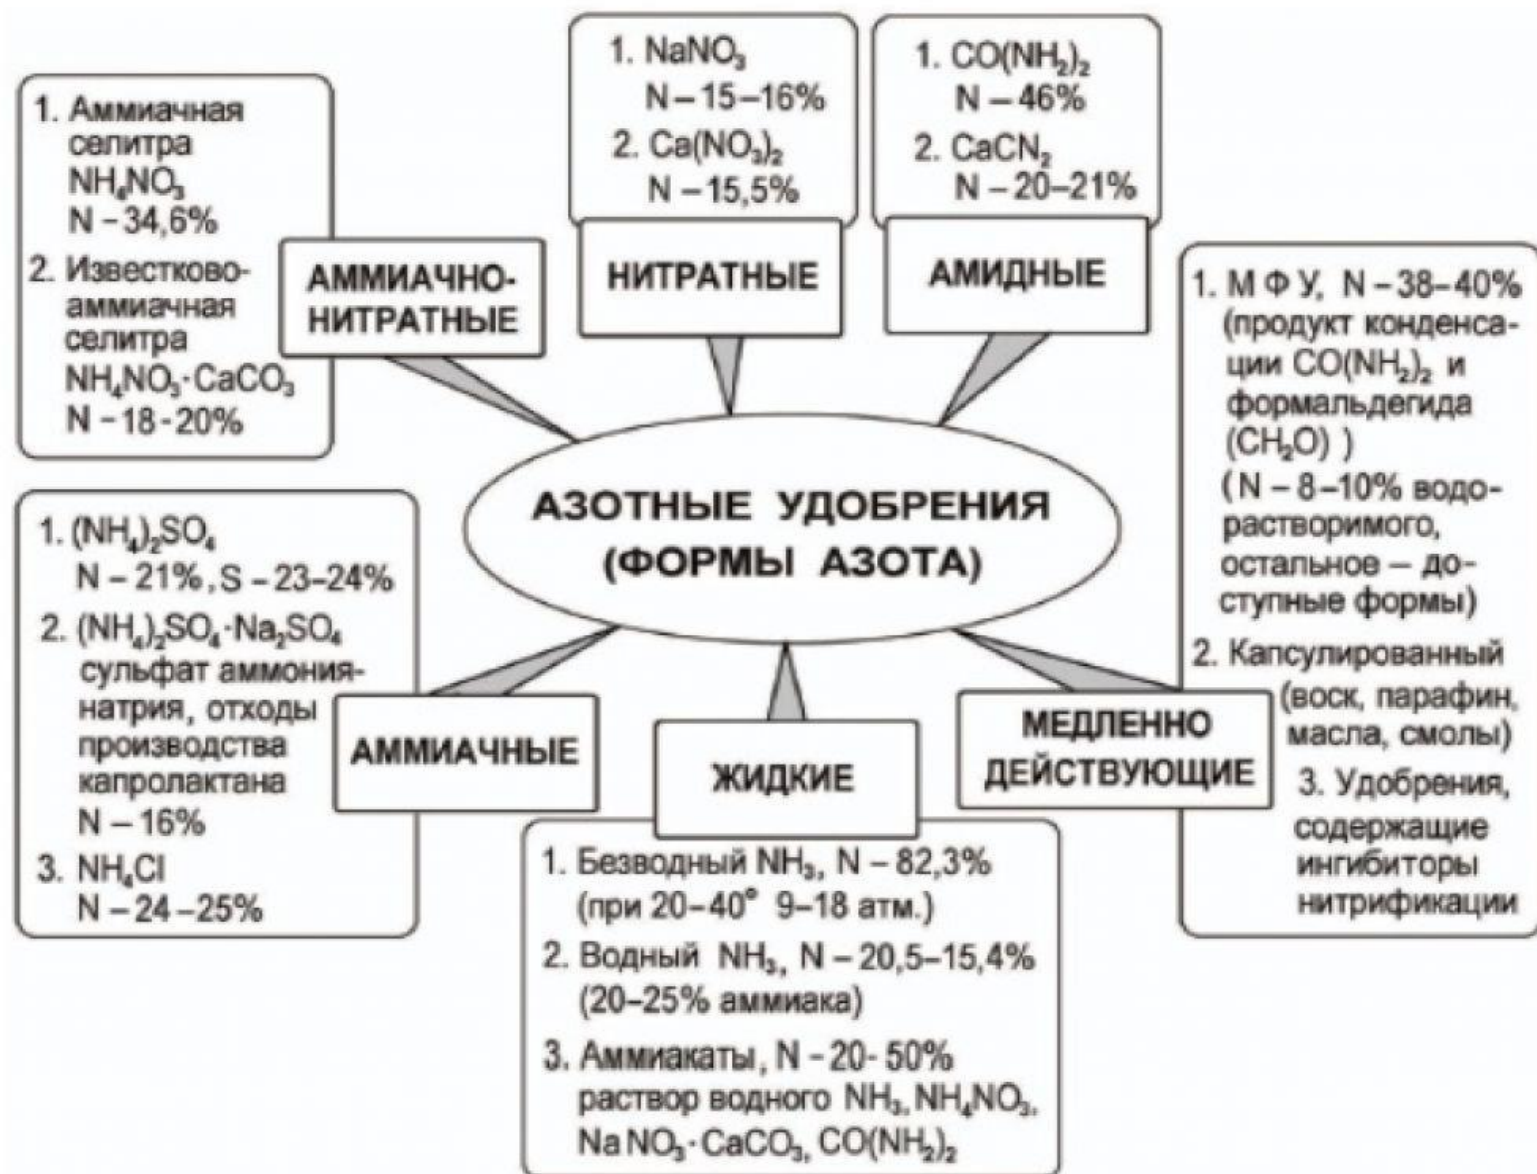 1. Аммиачная
селитра
NH₄NO₃
N – 34,6%
2. Известково-
аммиачная
селитра
NH₄NO₃·CaCO₃
N – 18 - 20%
АММИАЧНО-
НИТРАТНЫЕ
1. NaNO₃
N – 15–16%
2. Ca(NO₃)₂
N – 15,5%
НИТРАТНЫЕ
1. CO(NH₂)₂
N – 46%
2. CaCN₂
N – 20–21%
АМИДНЫЕ
1. М Ф У, N – 38–40%
(продукт конденса-
ции CO(NH₂)₂ и
формальдегида
(CH₂O) )
(N – 8–10% водо-
растворимого,
остальное – до-
ступные формы)
2. Капсулированный
(воск, парафин,
масла, смолы)
3. Удобрения,
содержащие
ингибиторы
нитрификации
МЕДЛЕННО
ДЕЙСТВУЮЩИЕ
АЗОТНЫЕ УДОБРЕНИЯ
(ФОРМЫ АЗОТА)
1. (NH₄)₂SO₄
N – 21%, S – 23–24%
2. (NH₄)₂SO₄·Na₂SO₄
сульфат аммония-
натрия, отходы
производства
капролактана
N – 16%
3. NH₄Cl
N – 24 –25%
АММИАЧНЫЕ
ЖИДКИЕ
1. Безводный NH₃, N – 82,3%
(при 20–40° 9–18 атм.)
2. Водный NH₃, N – 20,5–15,4%
(20–25% аммиака)
3. Аммиакаты, N – 20- 50%
раствор водного NH₃, NH₄NO₃,
Na NO₃·CaCO₃, CO(NH₂)₂